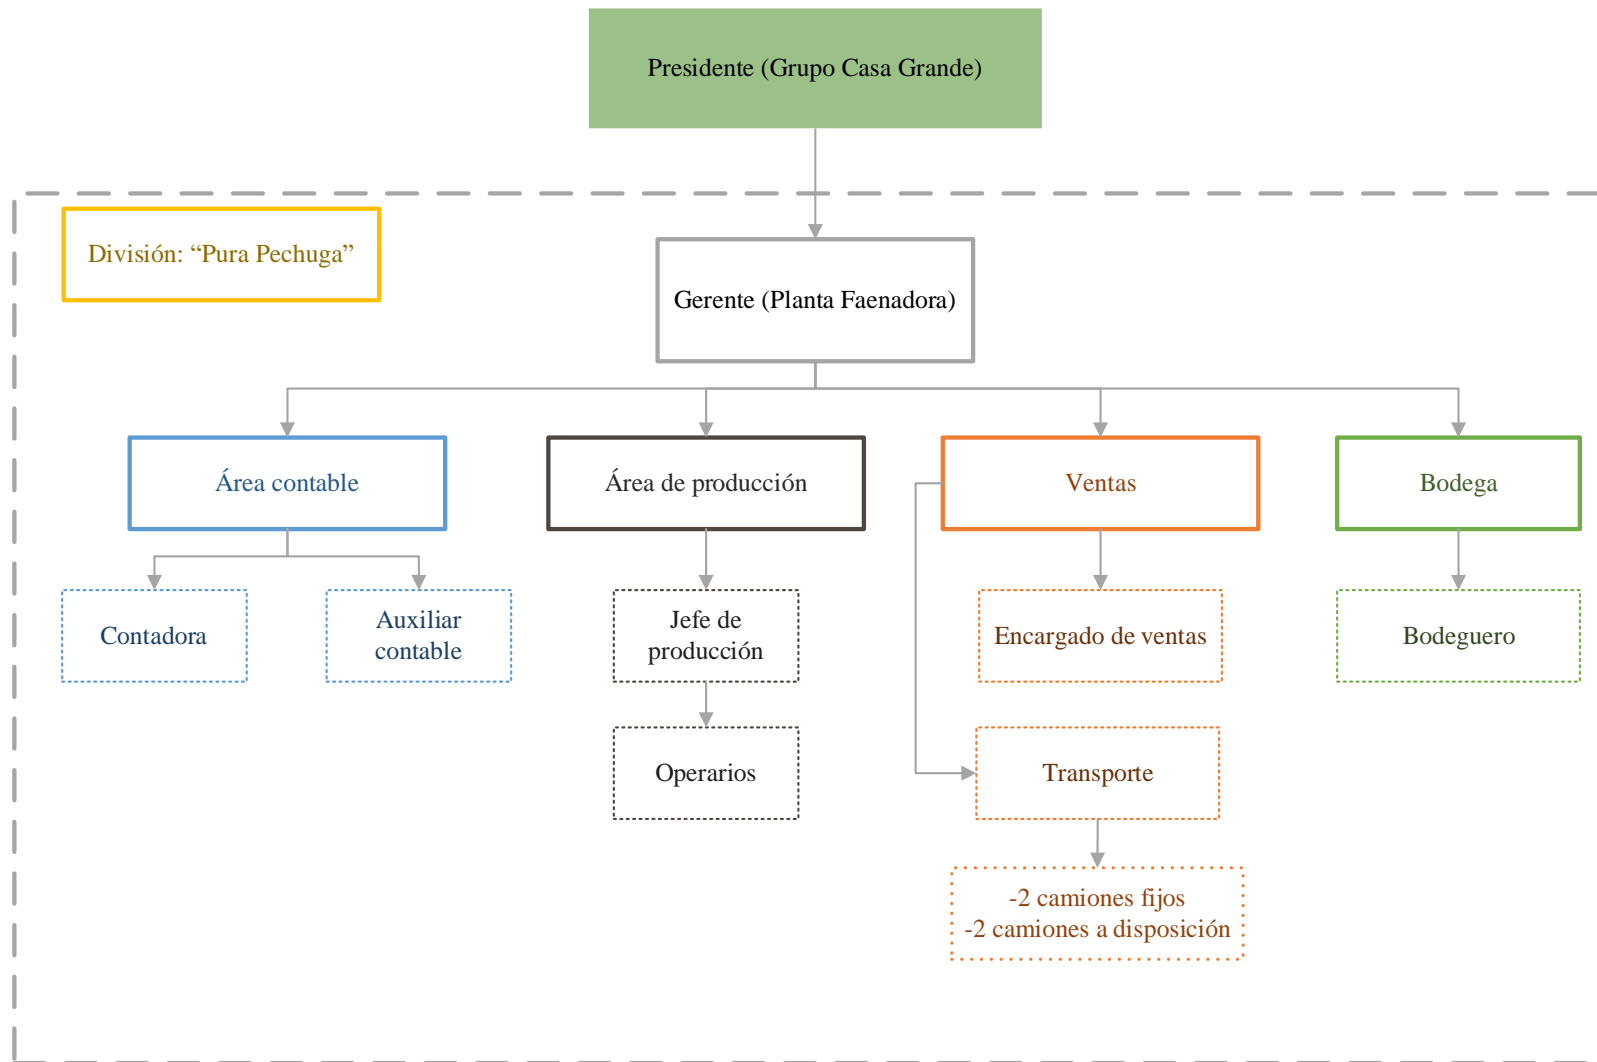 Presidente (Grupo Casa Grande)
División: “Pura Pechuga”
Gerente (Planta Faenadora)
Área contable
Área de producción
Ventas
Bodega
Contadora
Auxiliar
contable
Jefe de
producción
Encargado de ventas
Bodeguero
Operarios
Transporte
-2 camiones fijos
-2 camiones a disposición